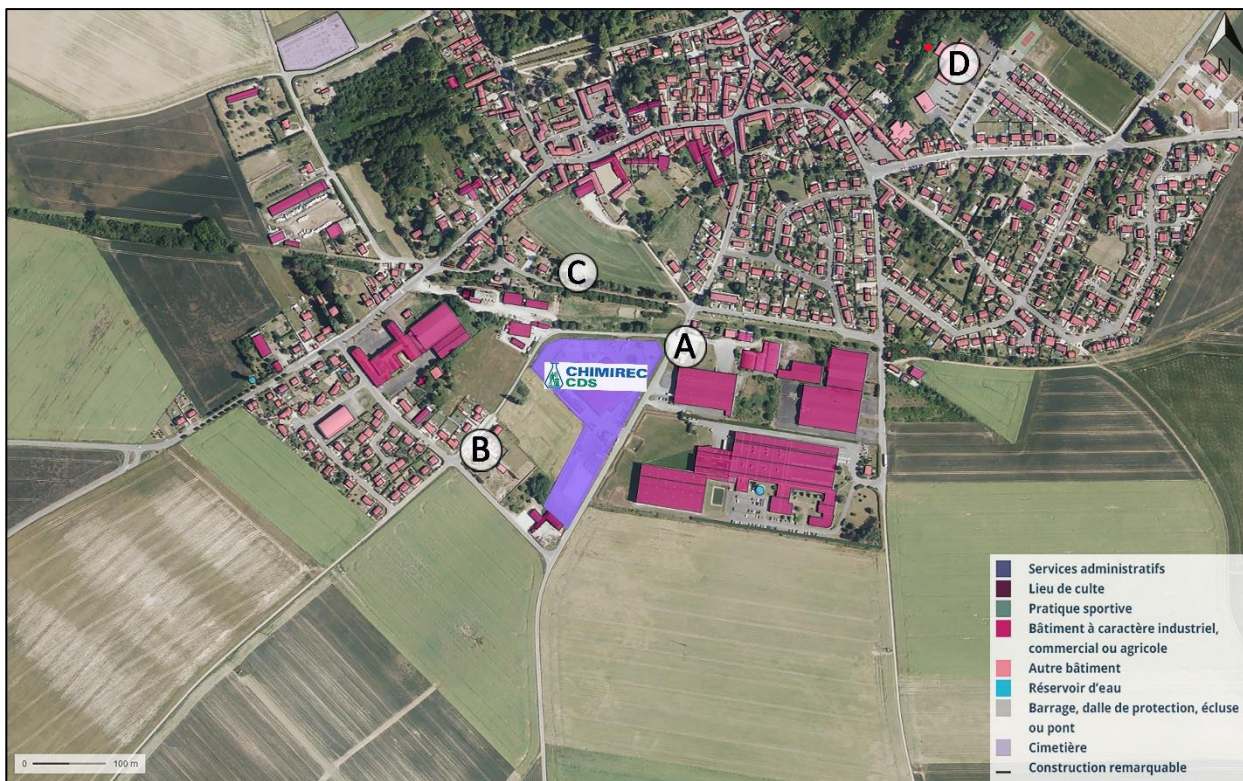 D
N
C
A
CHIMIREC
CDS
B
Services administratifs
Lieu de culte
Pratique sportive
Bâtiment à caractère industriel,
commercial ou agricole
Autre bâtiment
Réservoir d'eau
Barrage, dalle de protection, écluse
ou pont
Cimetière
Construction remarquable
0 100 m